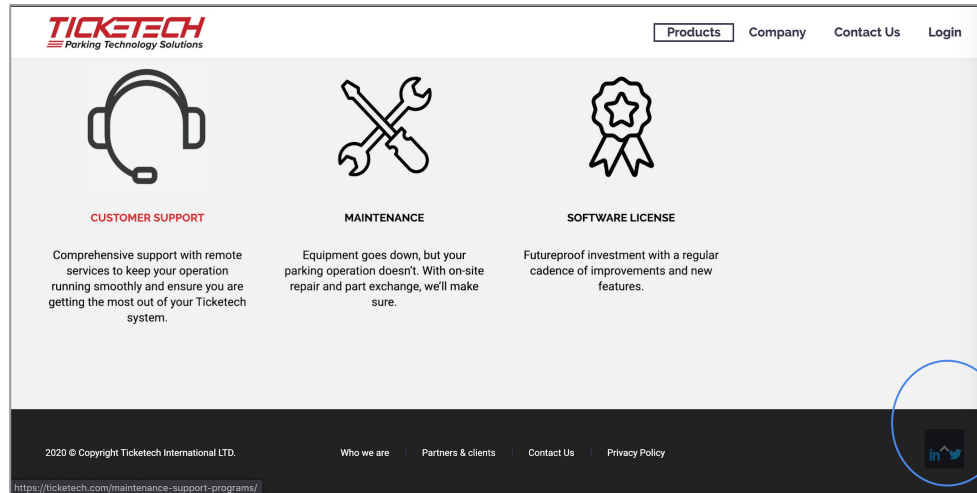 TICKETECH
Parking Technology Solutions
Products
Company
Contact Us
Login
CUSTOMER SUPPORT
Comprehensive support with remote
services to keep your operation
running smoothly and ensure you are
getting the most out of your Ticketech
system.
MAINTENANCE
Equipment goes down, but your
parking operation doesn't. With on-site
repair and part exchange, we'll make
sure.
SOFTWARE LICENSE
Futureproof investment with a regular
cadence of improvements and new
features.
2020 © Copyright Ticketech International LTD.
Who we are
Partners & clients
Contact Us
Privacy Policy
in
https://ticketech.com/maintenance-support-programs/